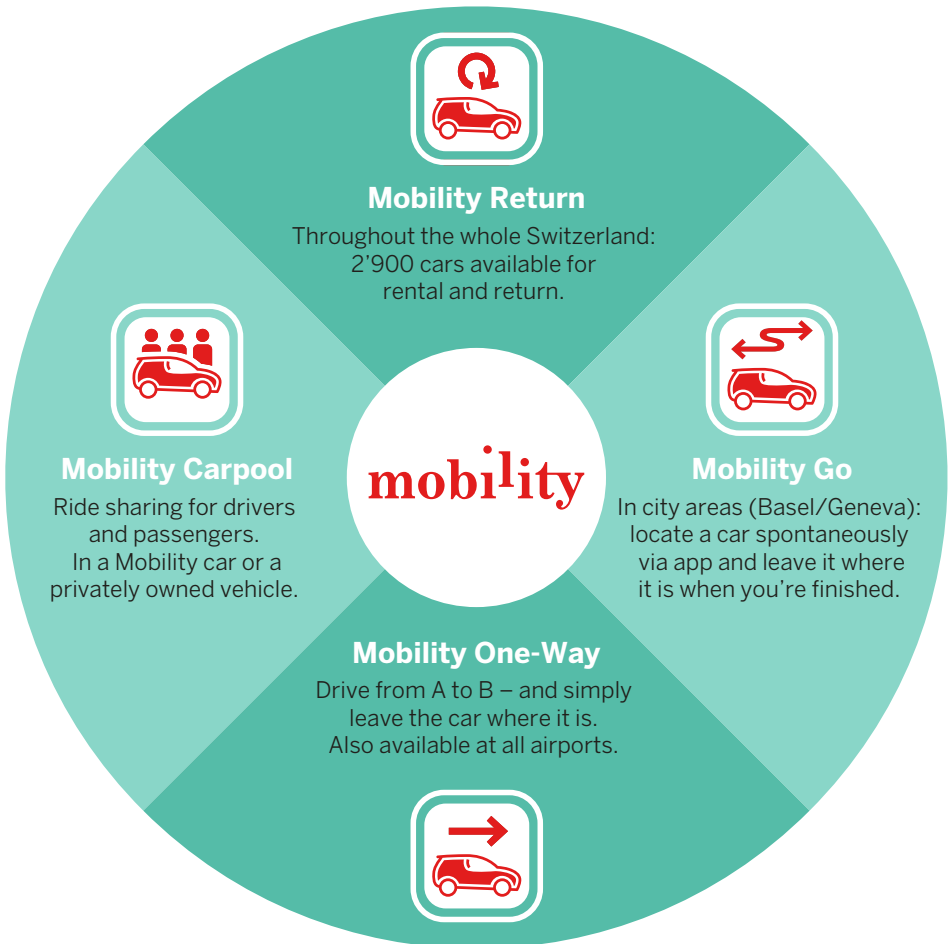 Mobility Return
Throughout the whole Switzerland:
2’900 cars available for
rental and return.
Mobility Carpool
Ride sharing for drivers
and passengers.
In a Mobility car or a
privately owned vehicle.
mobility
Mobility Go
In city areas (Basel/Geneva):
locate a car spontaneously
via app and leave it where
it is when you’re finished.
Mobility One-Way
Drive from A to B – and simply
leave the car where it is.
Also available at all airports.